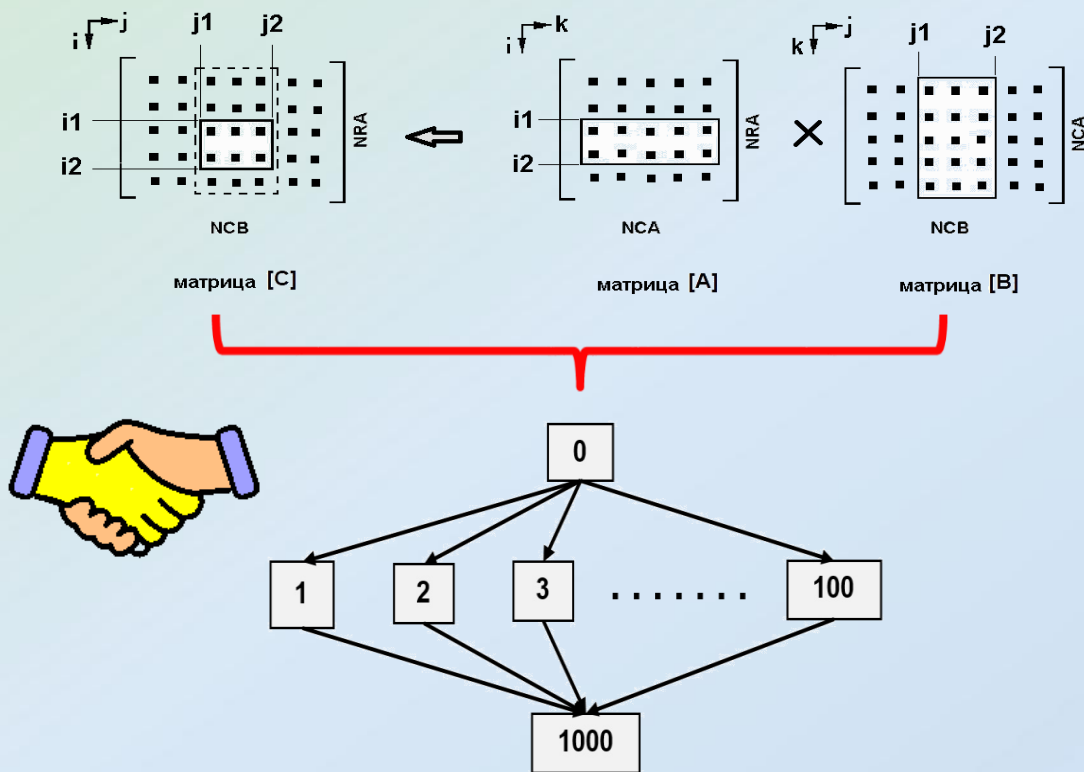 j j1 j2
i
i1
i2
NRA
NCB
матрица [C]
i k
i1
i2
NRA
NCA
матрица [A]
k j
j1 j2
NCA
NCB
матрица [B]
0
1 2 3 . . . . . . . 100
1000